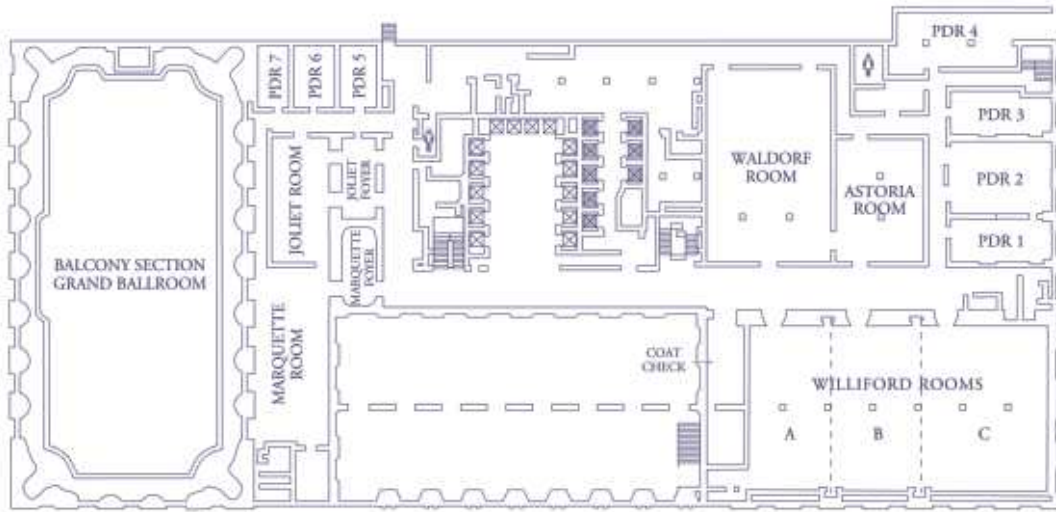 PDR 7
PDR 6
PDR 5
PDR 4
PDR 3
PDR 2
PDR 1
JOLIET ROOM
JOLIET
FOYER
WALDORF
ROOM
ASTORIA
ROOM
BALCONY SECTION
GRAND BALLROOM
MARQUETTE
FOYER
MARQUETTE
ROOM
COAT
CHECK
WILLIFORD ROOMS
A
B
C